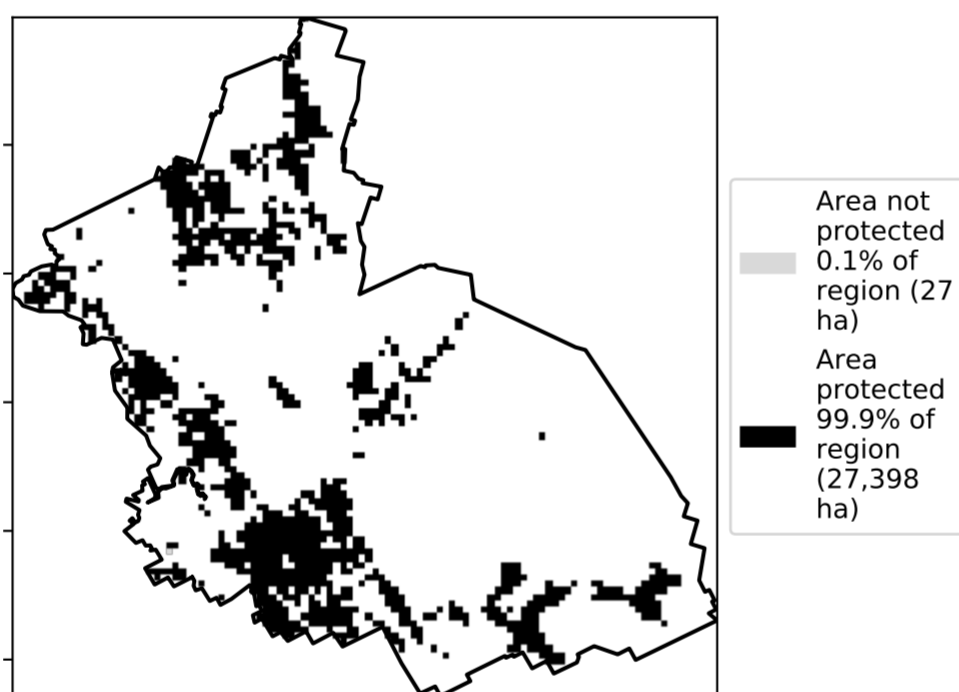 Area not
protected
0.1% of
region (27
ha)
Area
protected
99.9% of
region
(27,398
ha)